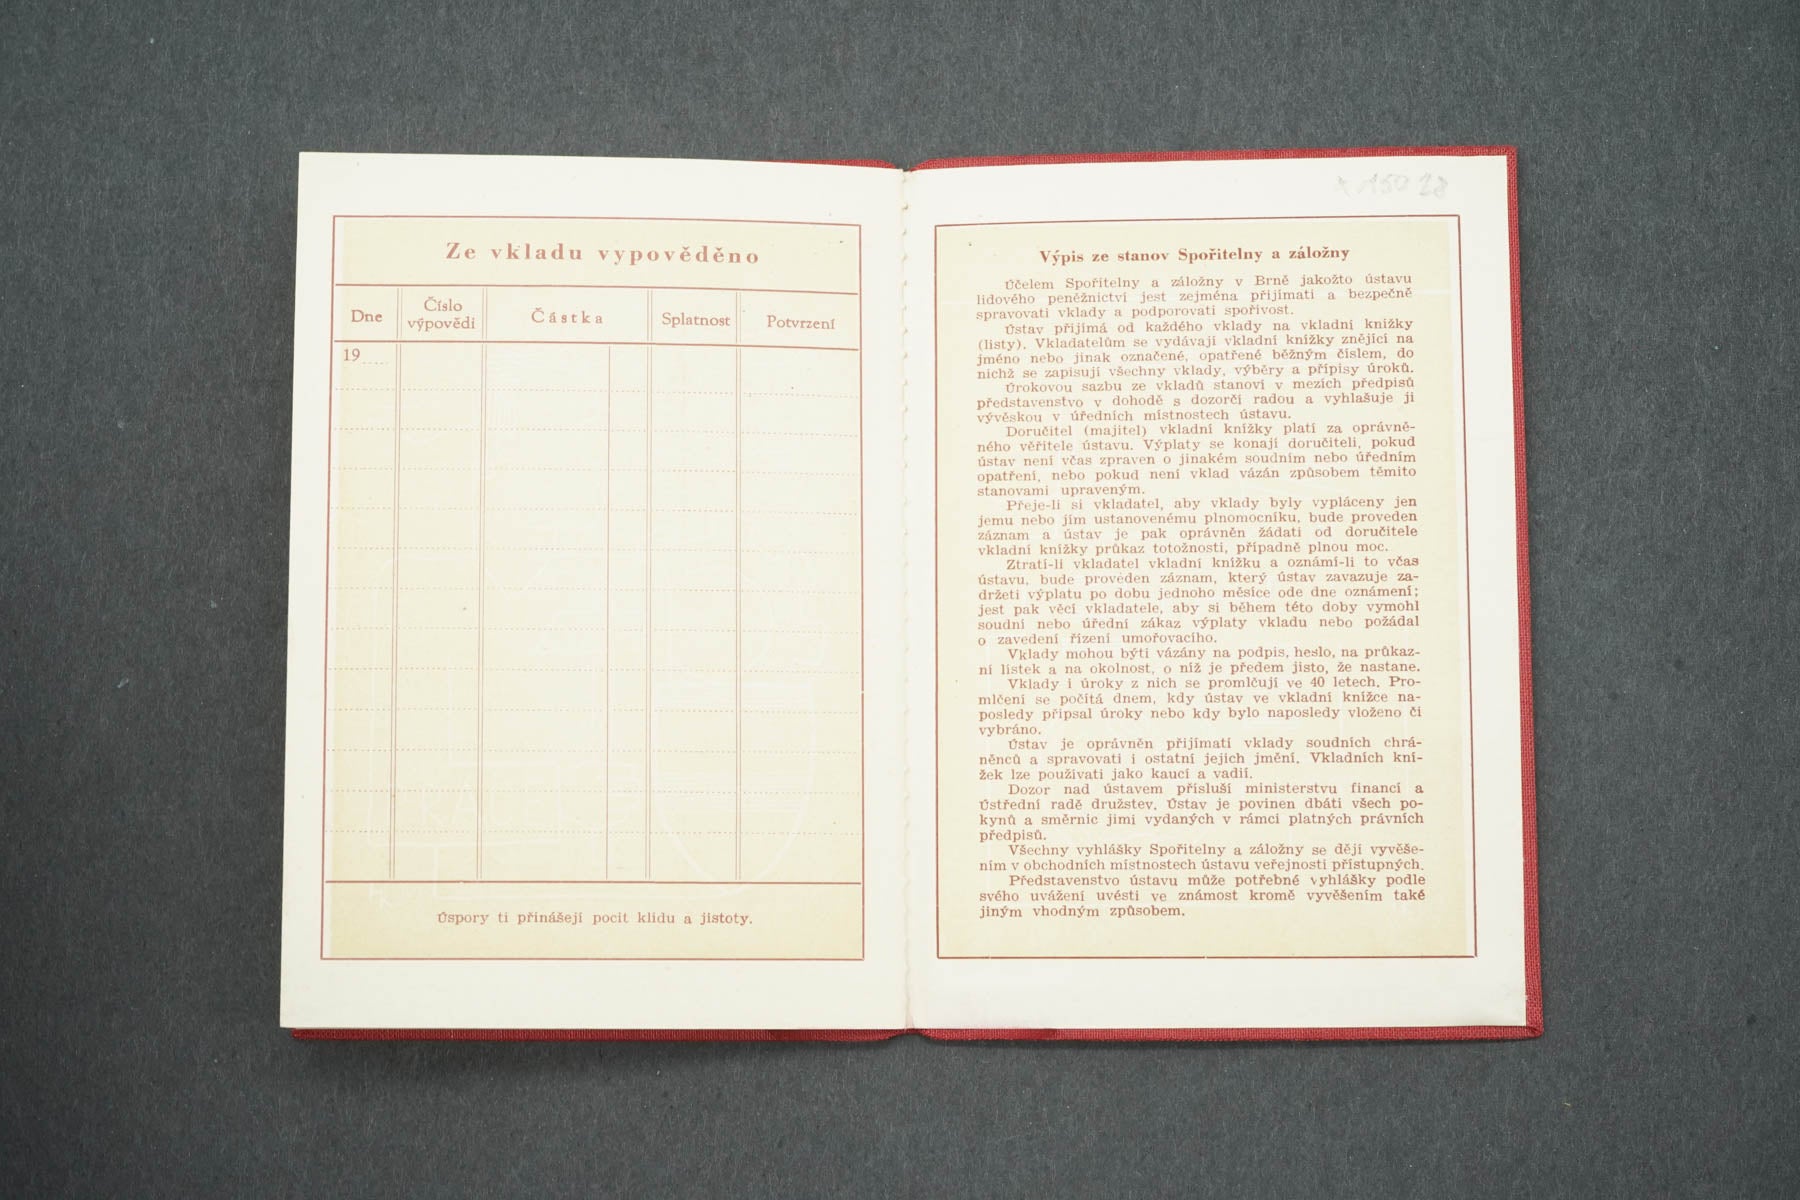 Ze vkladu vypověděno
Dne
Číslo
výpovědi
Částka
Splatnost
Potvrzení
19
Úspory ti přinášejí pocit klidu a jistoty.
Výpis ze stanov Spořitelny a záložny
Účelem Spořitelny a záložny v Brně jakožto ústavu
lidového peněžnictví jest zejména přijímati a bezpečně
spravovati vklady a podporovati spořivost.
Ústav přijímá od každého vklady na vkladní knížky
(listy). Vkladatelům se vydávají vkladní knížky znějící na
jméno nebo jinak označené, opatřené běžným číslem, do
nichž se zapisují všechny vklady, výběry a přípisy úroků.
Úrokovou sazbu ze vkladů stanoví v mezích předpisů
představenstvo v dohodě s dozorčí radou a vyhlašuje ji
vývěskou v úředních místnostech ústavu.
Doručitel (majitel) vkladní knížky platí za oprávně-
ného věřitele ústavu. Výplaty se konají doručiteli, pokud
ústav není včas zpraven o jinakém soudním nebo úředním
opatření, nebo pokud není vklad vázán způsobem těmito
stanovami upraveným.
Přeje-li si vkladatel, aby vklady byly vypláceny jen
jemu nebo jím ustanovenému plnomocníku, bude proveden
záznam a ústav je pak oprávněn žádati od doručitele
vkladní knížky průkaz totožnosti, případně plnou moc.
Ztratí-li vkladatel vkladní knížku a oznámí-li to včas
ústavu, bude proveden záznam, který ústav zavazuje za-
držeti výplatu po dobu jednoho měsíce ode dne oznámení;
jest pak věcí vkladatele, aby si během této doby vymohl
soudní nebo úřední zákaz výplaty vkladu nebo požádal
o zavedení řízení umořovacího.
Vklady mohou býti vázány na podpis, heslo, na průkaz-
ní lístek a na okolnost, o níž je předem jisto, že nastane.
Vklady i úroky z nich se promlčují ve 40 letech. Pro-
mlčení se počítá dnem, kdy ústav ve vkladní knížce na-
posledy připsal úroky nebo kdy bylo naposledy vloženo či
vybráno.
Ústav je oprávněn přijímati vklady soudních chrá-
něnců a spravovati i ostatní jejich jmění. Vkladních kní-
žek lze používati jako kaucí a vadií.
Dozor nad ústavem přísluší ministerstvu financí a
Ústřední radě družstev. Ústav je povinen dbáti všech po-
kynů a směrnic jimi vydaných v rámci platných právních
předpisů.
Všechny vyhlášky Spořitelny a záložny se dějí vyvěše-
ním v obchodních místnostech ústavu veřejnosti přístupných.
Představenstvo ústavu může potřebné vyhlášky podle
svého uvážení uvésti ve známost kromě vyvěšením také
jiným vhodným způsobem.